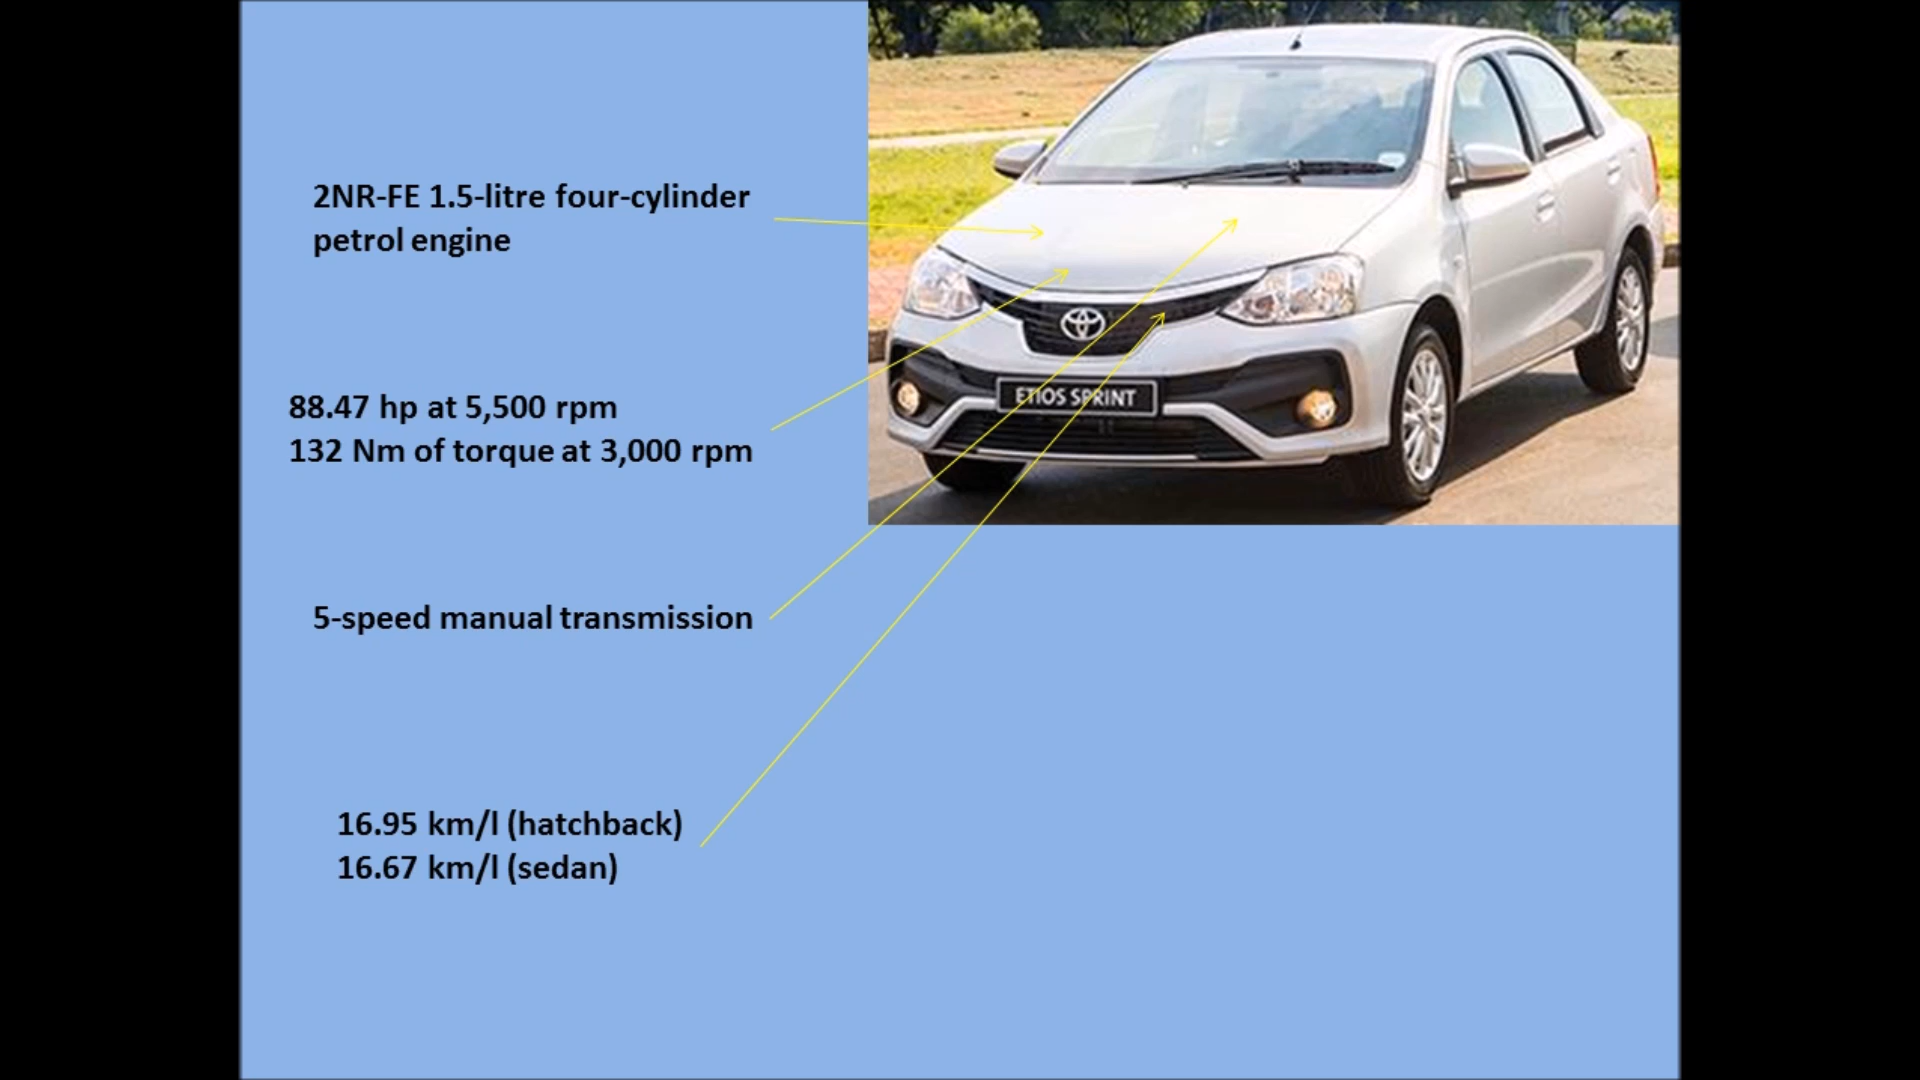 2NR-FE 1.5-litre four-cylinder
petrol engine
88.47 hp at 5,500 rpm
132 Nm of torque at 3,000 rpm
5-speed manual transmission
16.95 km/l (hatchback)
16.67 km/l (sedan)
ETIOS SPRINT